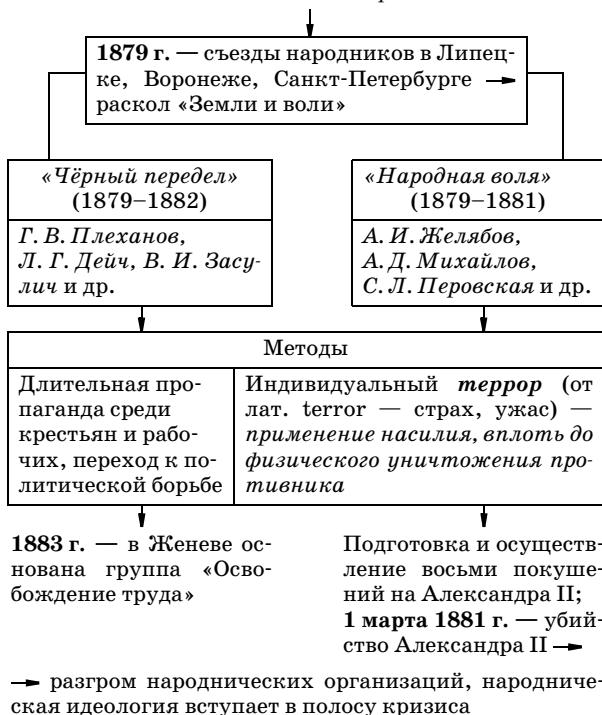 1879 г. — съезды народников в Липец-
ке, Воронеже, Санкт-Петербурге →
раскол «Земли и воли»
«Чёрный передел»
(1879–1882)
Г. В. Плеханов,
Л. Г. Дейч, В. И. Засу-
лич и др.
«Народная воля»
(1879–1881)
А. И. Желябов,
А. Д. Михайлов,
С. Л. Перовская и др.
Методы
Длительная про-
паганда среди
крестьян и рабо-
чих, переход к по-
литической борьбе
Индивидуальный террор (от
лат. terror — страх, ужас) —
применение насилия, вплоть до
физического уничтожения про-
тивника
1883 г. — в Женеве ос-
нована группа «Осво-
бождение труда»
Подготовка и осуществ-
ление восьми покуше-
ний на Александра II;
1 марта 1881 г. — убий-
ство Александра II →
→ разгром народнических организаций, народниче-
ская идеология вступает в полосу кризиса